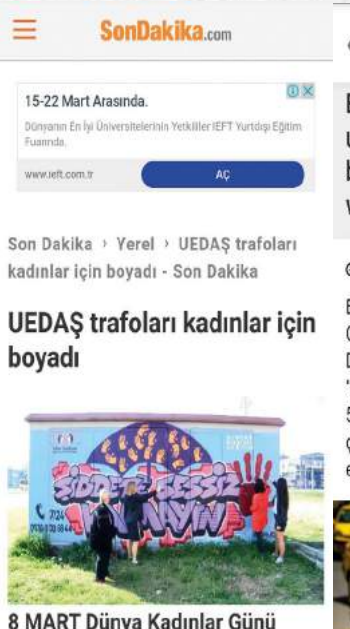 SonDakika.com
15-22 Mart Arasında.
Dünyanın En İyi Üniversitelerinin Yetkililer IEFT Yurtdışı Eğitim
Fuarında.
www.ieft.com.tr
AÇ
Son Dakika › Yerel › UEDAŞ trafoları
kadınlar için boyadı - Son Dakika
UEDAŞ trafoları kadınlar için
boyadı
ŞİDDETE SESSİZ
KALMAYIN
8 MART Dünya Kadınlar Günü